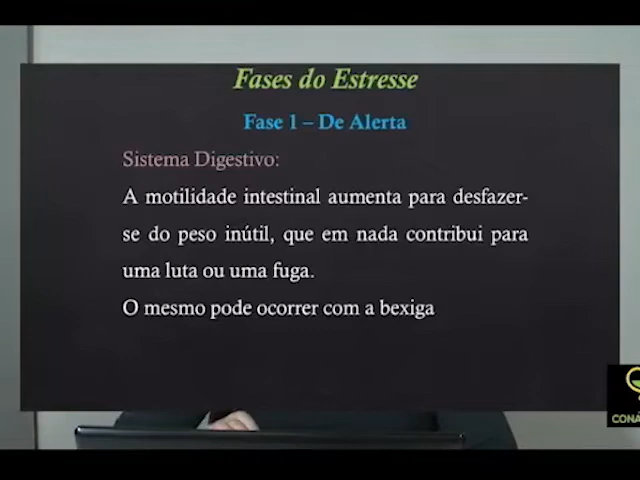 Fases do Estresse
Fase 1 – De Alerta
Sistema Digestivo:
A motilidade intestinal aumenta para desfazer-
se do peso inútil, que em nada contribui para
uma luta ou uma fuga.
O mesmo pode ocorrer com a bexiga